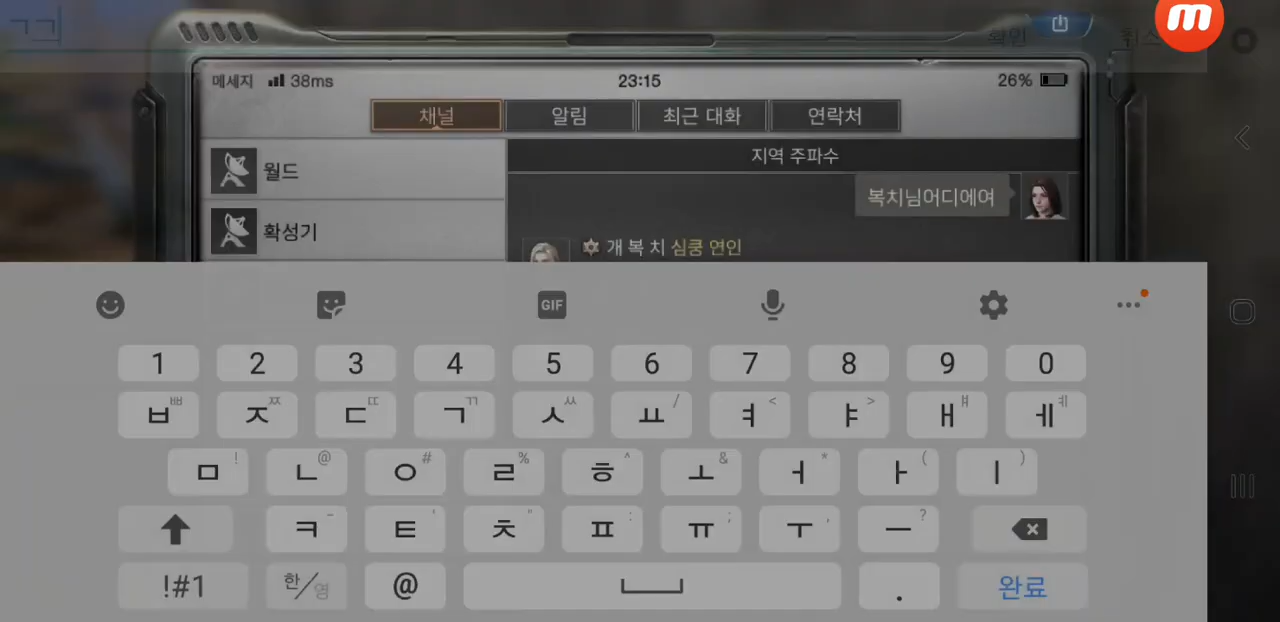 ㄱㄱ
확인
취소
메세지 38ms
23:15
26%
채널
알림
최근 대화
연락처
월드
확성기
지역 주파수
복치님어디에여
개 복 치 심쿵 연인
GIF
1 2 3 4 5 6 7 8 9 0
ㅂ ㅃ ㅈ ㅉ ㄷ ㄸ ㄱ ㄲ ㅅ ㅆ ㅛ / ㅕ < ㅑ > ㅐ ㅒ ㅔ ㅖ
ㅁ ! ㄴ @ ㅇ # ㄹ % ㅎ ^ ㅗ & ㅓ * ㅏ ( ㅣ )
ㅋ - ㅌ ' ㅊ " ㅍ : ㅠ ; ㅜ , ㅡ ?
!#1 한/영 @ . 완료